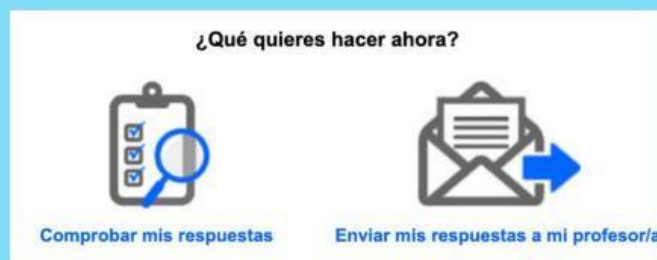 ¿Qué quieres hacer ahora?
Comprobar mis respuestas
Enviar mis respuestas a mi profesor/a